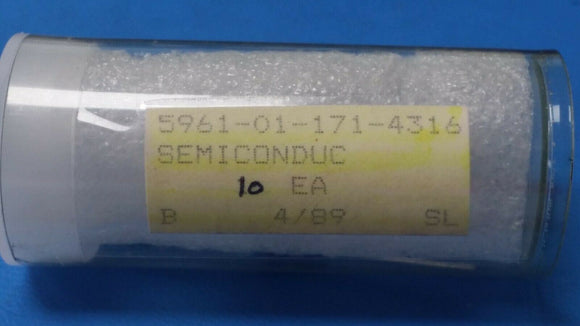 5961-01-171-4316
SEMICONDUC
10 EA
B 4/89 SL